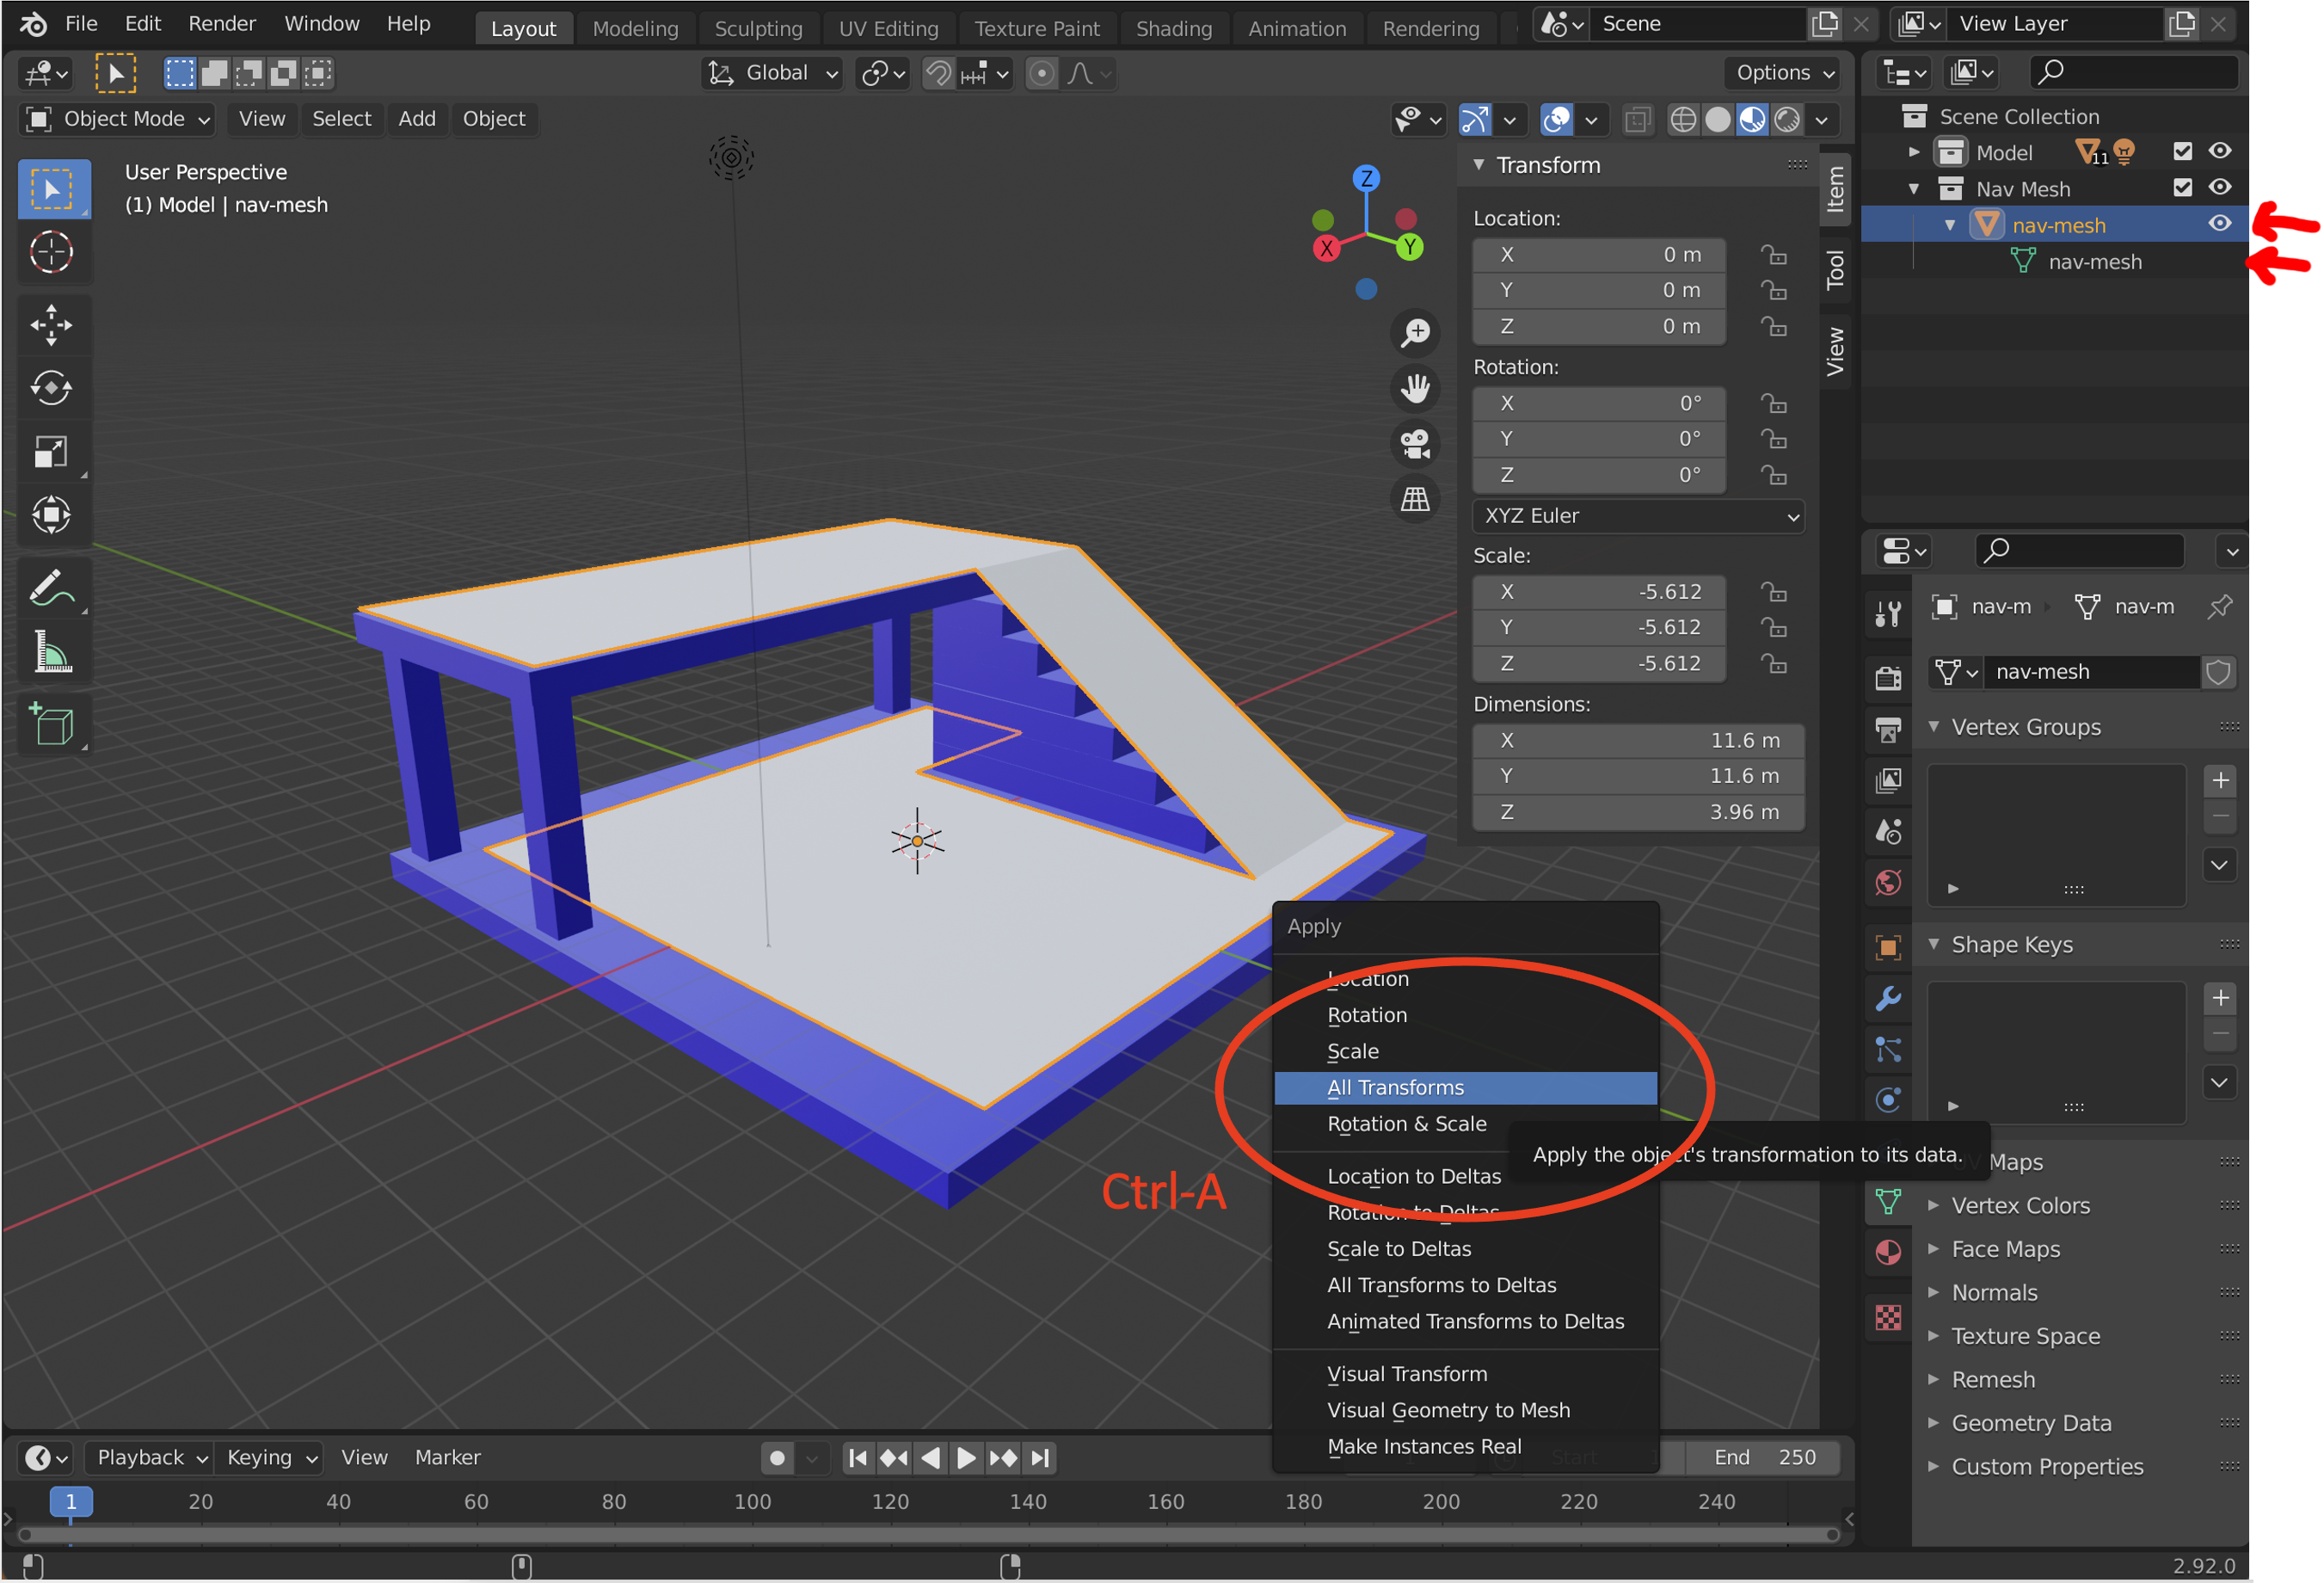 File Edit Render Window Help Layout Modeling Sculpting UV Editing Texture Paint Shading Animation Rendering Scene View Layer
Global Options
Object Mode View Select Add Object
User Perspective
(1) Model | nav-mesh
Z
X
Y
Transform
Location:
X 0 m
Y 0 m
Z 0 m
Rotation:
X 0°
Y 0°
Z 0°
XYZ Euler
Scale:
X -5.612
Y -5.612
Z -5.612
Dimensions:
X 11.6 m
Y 11.6 m
Z 3.96 m
Item
Tool
View
Scene Collection
Model 11
Nav Mesh
nav-mesh
nav-mesh
nav-m nav-m
nav-mesh
Vertex Groups
Shape Keys
Maps
Vertex Colors
Face Maps
Normals
Texture Space
Remesh
Geometry Data
Custom Properties
Apply
Location
Rotation
Scale
All Transforms
Rotation & Scale
Apply the object's transformation to its data.
Location to Deltas
Rotation to Deltas
Scale to Deltas
All Transforms to Deltas
Animated Transforms to Deltas
Visual Transform
Visual Geometry to Mesh
Make Instances Real
Ctrl-A
Playback Keying View Marker Start 1 End 250
1 20 40 60 80 100 120 140 160 180 200 220 240
2.92.0